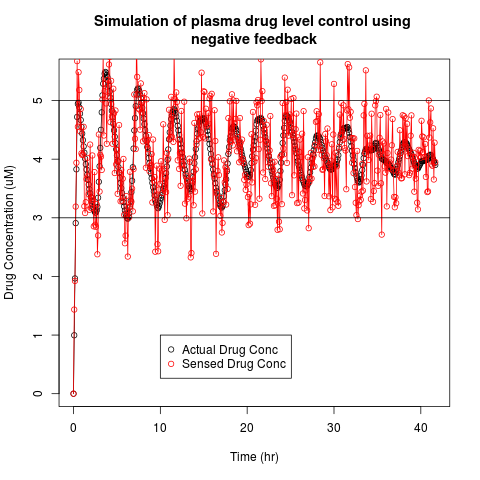 Simulation of plasma drug level control using
negative feedback
Drug Concentration (uM)
5
4
3
2
1
0
Actual Drug Conc
Sensed Drug Conc
0 10 20 30 40
Time (hr)